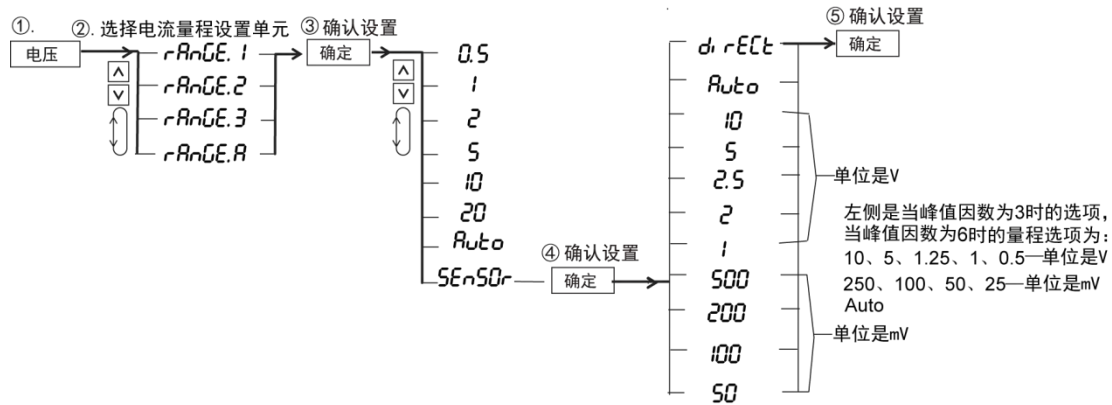 ①. ②. 选择电流量程设置单元 ③ 确认设置
电压
rAnGE.1
rAnGE.2
rAnGE.3
rAnGE.A
确定
0.5
1
2
5
10
20
Auto
SEnSOr
④ 确认设置
确定
dirECt
Auto
10
5
2.5
2
1
500
200
100
50
⑤ 确认设置
确定
单位是V
单位是mV
左侧是当峰值因数为3时的选项,
当峰值因数为6时的量程选项为:
10、5、1.25、1、0.5—单位是V
250、100、50、25—单位是mV
Auto